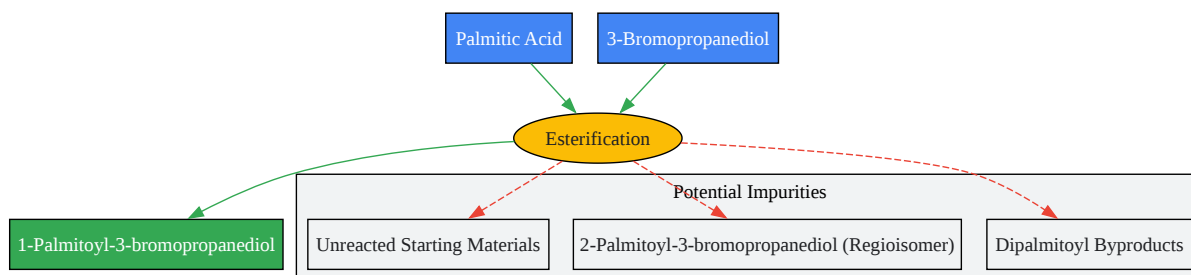 Palmitic Acid
3-Bromopropanediol
Esterification
Potential Impurities
1-Palmitoyl-3-bromopropanediol
Unreacted Starting Materials
2-Palmitoyl-3-bromopropanediol (Regioisomer)
Dipalmitoyl Byproducts